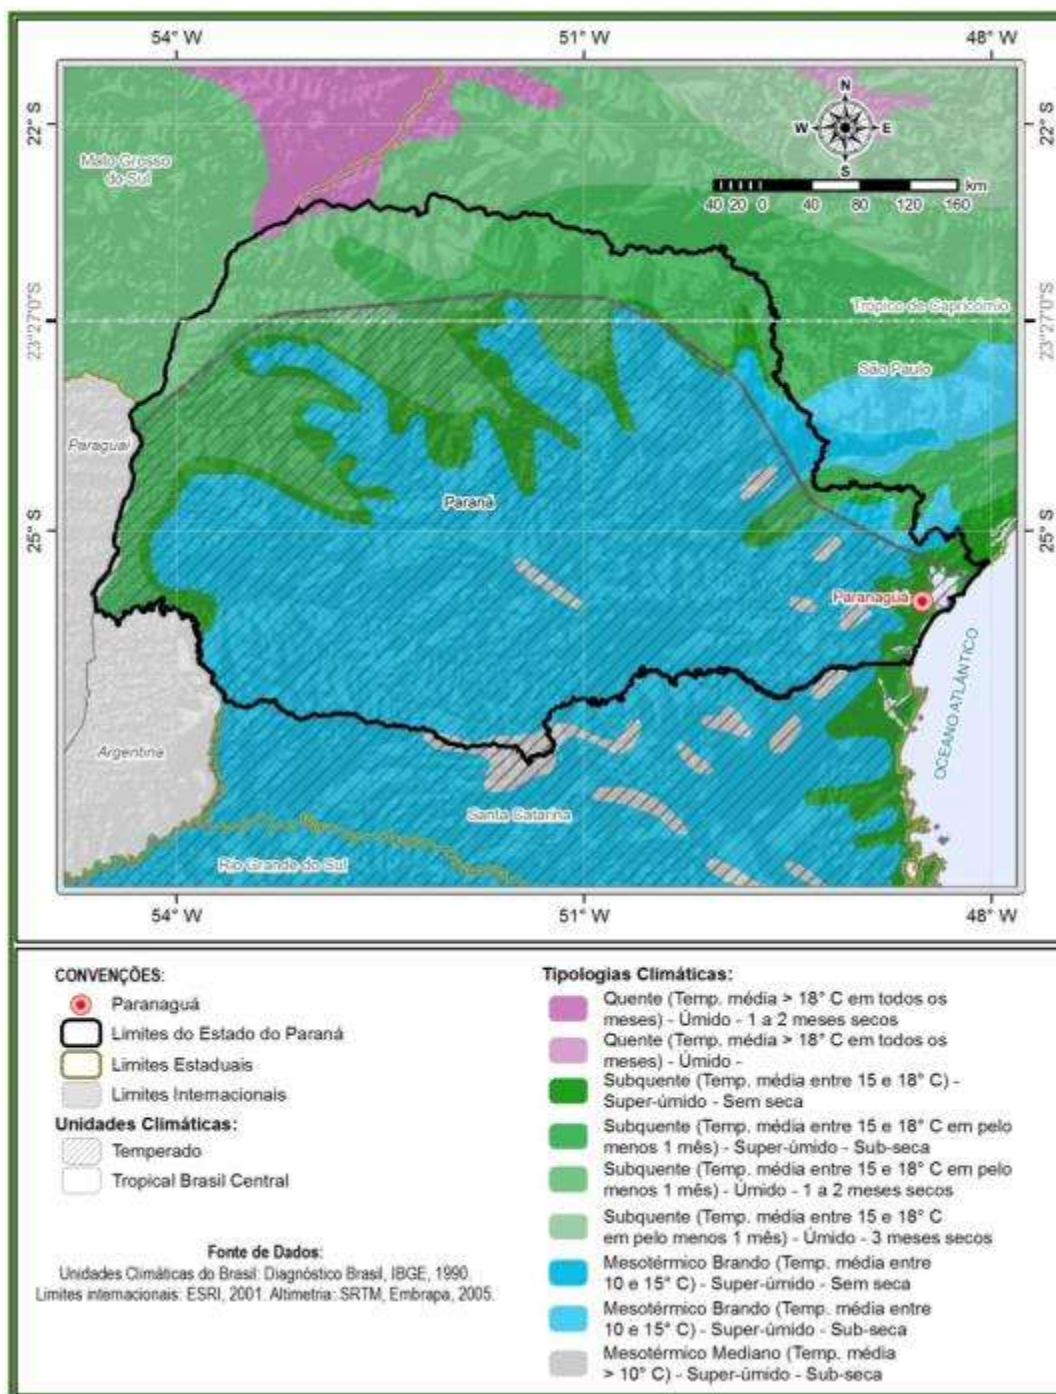 54° W
51° W
48° W
22° S
22° S
N
W
E
S
km
40 20 0 40 80 120 160
Mato Grosso
do Sul
Trópico de Capricórnio
23°27'0"S
23°27'0"S
São Paulo
Paraguai
Paraná
25° S
25° S
Paranaguá
OCEANO ATLÂNTICO
Argentina
Santa Catarina
Rio Grande do Sul
54° W
51° W
48° W
CONVENÇÕES:
Paranaguá
Limites do Estado do Paraná
Limites Estaduais
Limites Internacionais
Unidades Climáticas:
Temperado
Tropical Brasil Central
Fonte de Dados:
Unidades Climáticas do Brasil: Diagnóstico Brasil, IBGE, 1990.
Limites internacionais: ESRI, 2001. Altimetria: SRTM, Embrapa, 2005.
Tipologias Climáticas:
Quente (Temp. média > 18° C em todos os
meses) - Úmido - 1 a 2 meses secos
Quente (Temp. média > 18° C em todos os
meses) - Úmido -
Subquente (Temp. média entre 15 e 18° C) -
Super-úmido - Sem seca
Subquente (Temp. média entre 15 e 18° C em pelo
menos 1 mês) - Super-úmido - Sub-seca
Subquente (Temp. média entre 15 e 18° C em pelo
menos 1 mês) - Úmido - 1 a 2 meses secos
Subquente (Temp. média entre 15 e 18° C
em pelo menos 1 mês) - Úmido - 3 meses secos
Mesotérmico Brando (Temp. média entre
10 e 15° C) - Super-úmido - Sem seca
Mesotérmico Brando (Temp. média entre
10 e 15° C) - Super-úmido - Sub-seca
Mesotérmico Mediano (Temp. média
> 10° C) - Super-úmido - Sub-seca